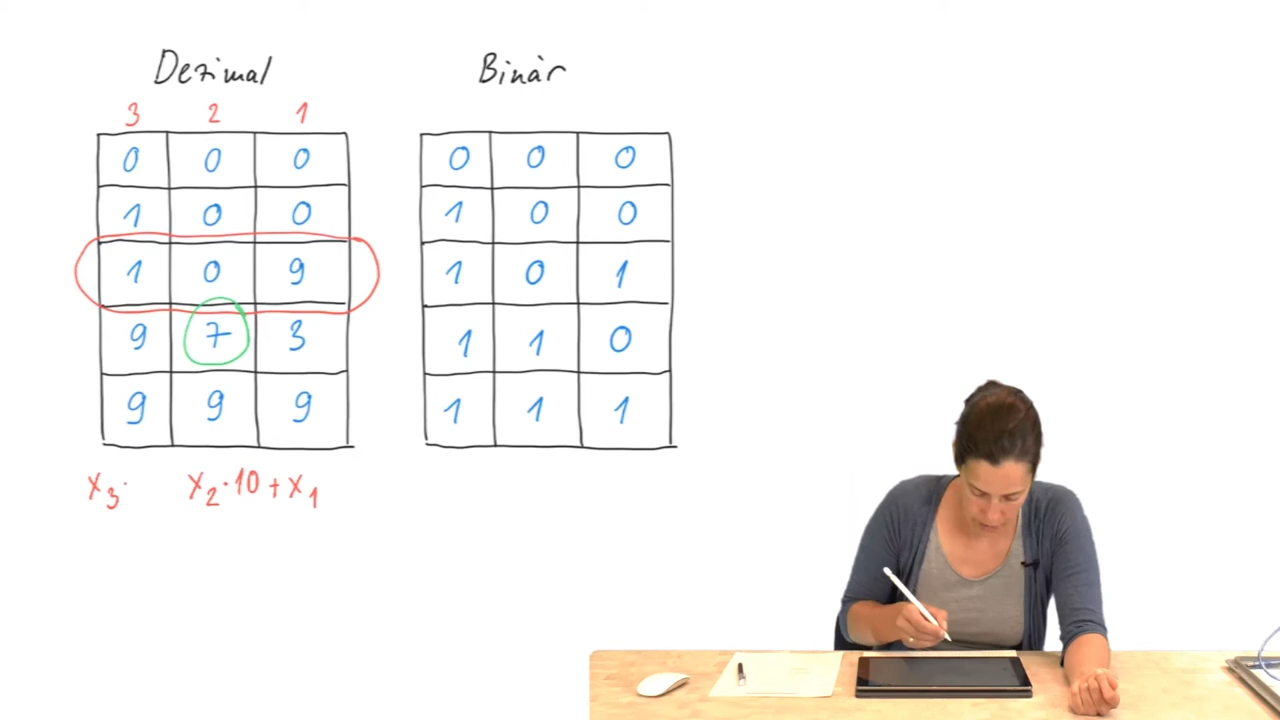 Dezimal
3 2 1
0 0 0
1 0 0
1 0 9
9 7 3
9 9 9
x₃· x₂·10 + x₁
Binär
0 0 0
1 0 0
1 0 1
1 1 0
1 1 1